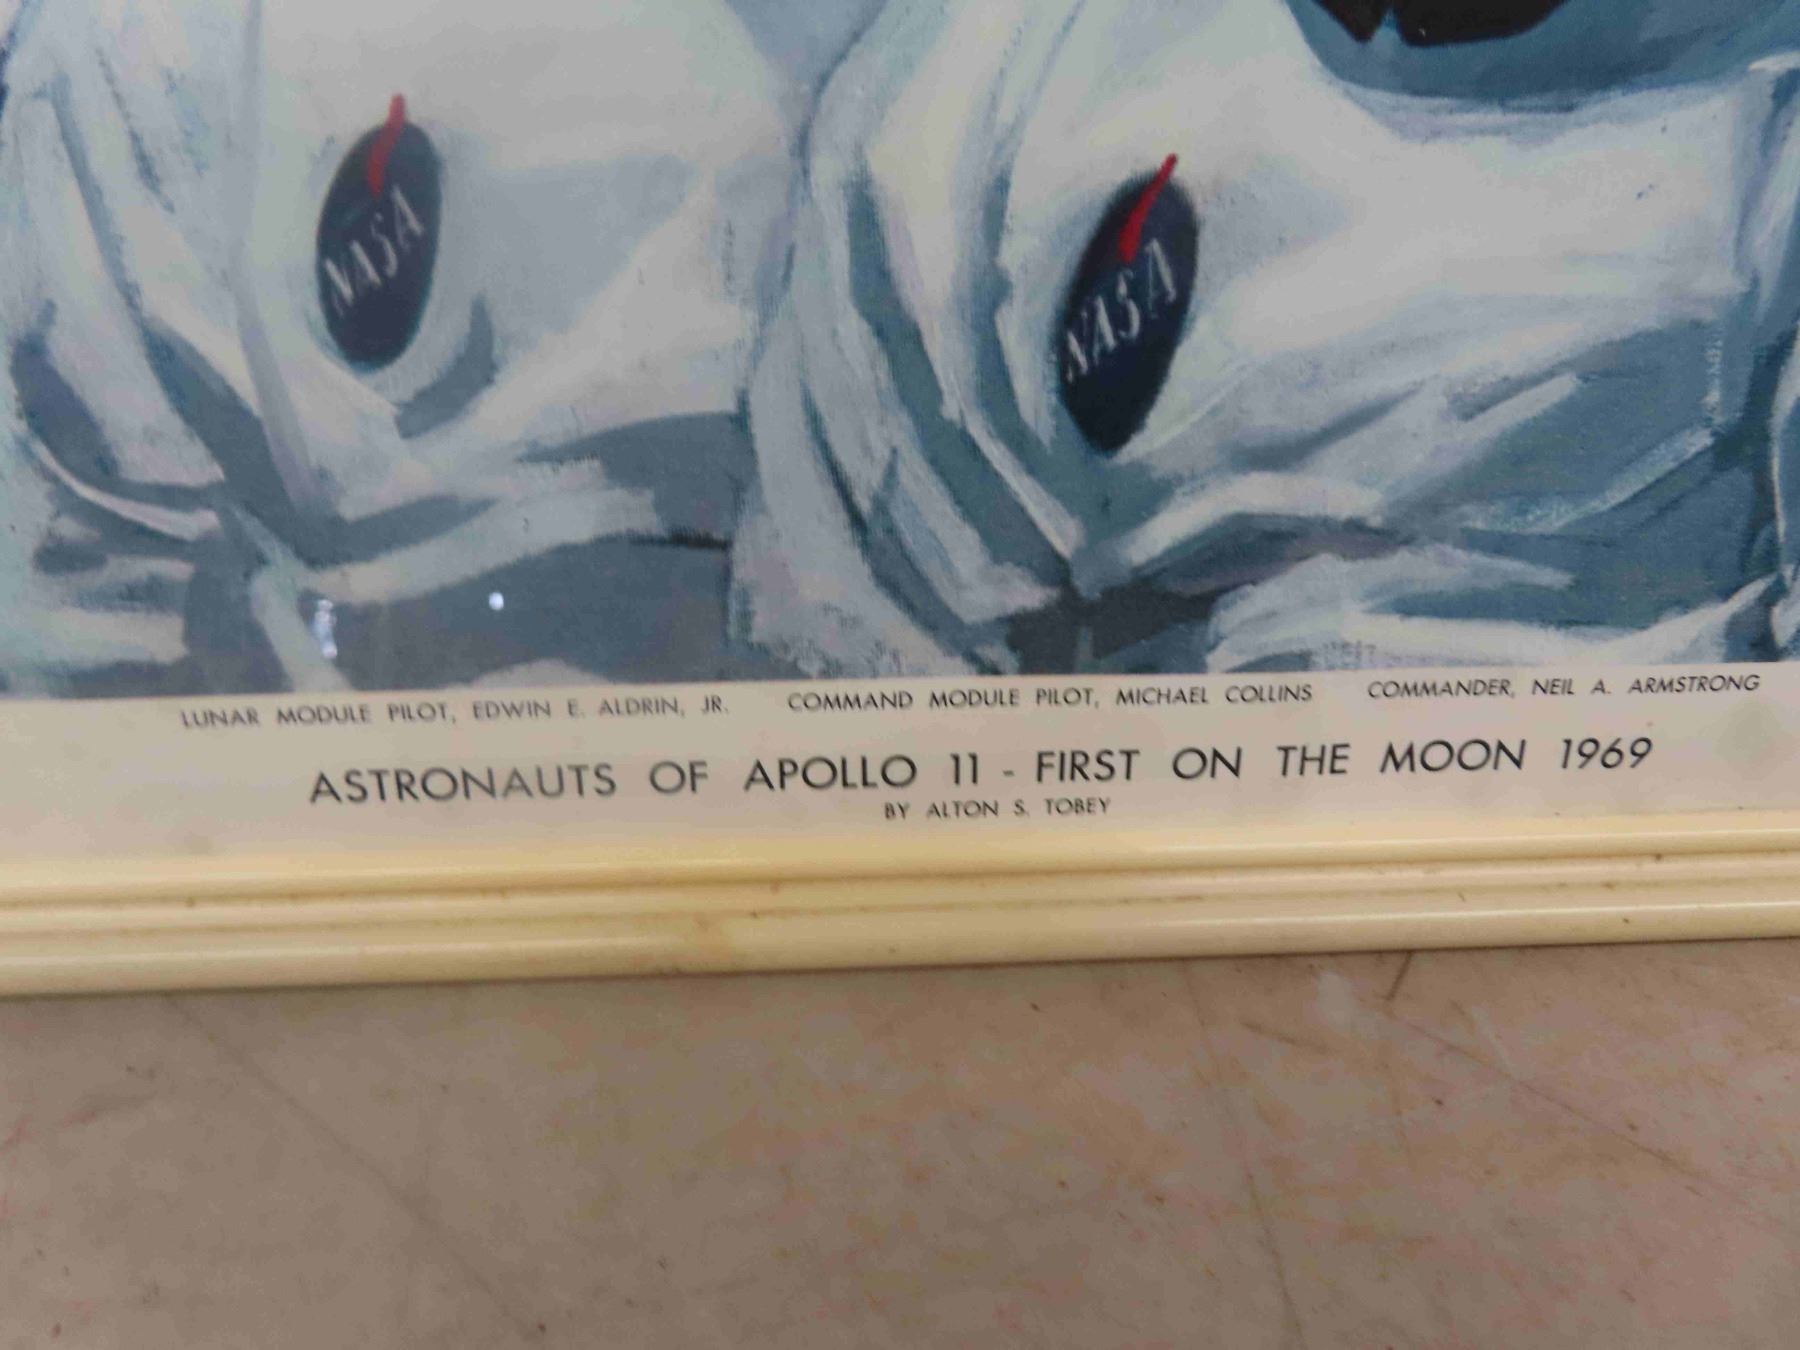 NASA
NASA
LUNAR MODULE PILOT, EDWIN E. ALDRIN, JR. COMMAND MODULE PILOT, MICHAEL COLLINS COMMANDER, NEIL A. ARMSTRONG
ASTRONAUTS OF APOLLO 11 - FIRST ON THE MOON 1969
BY ALTON S. TOBEY